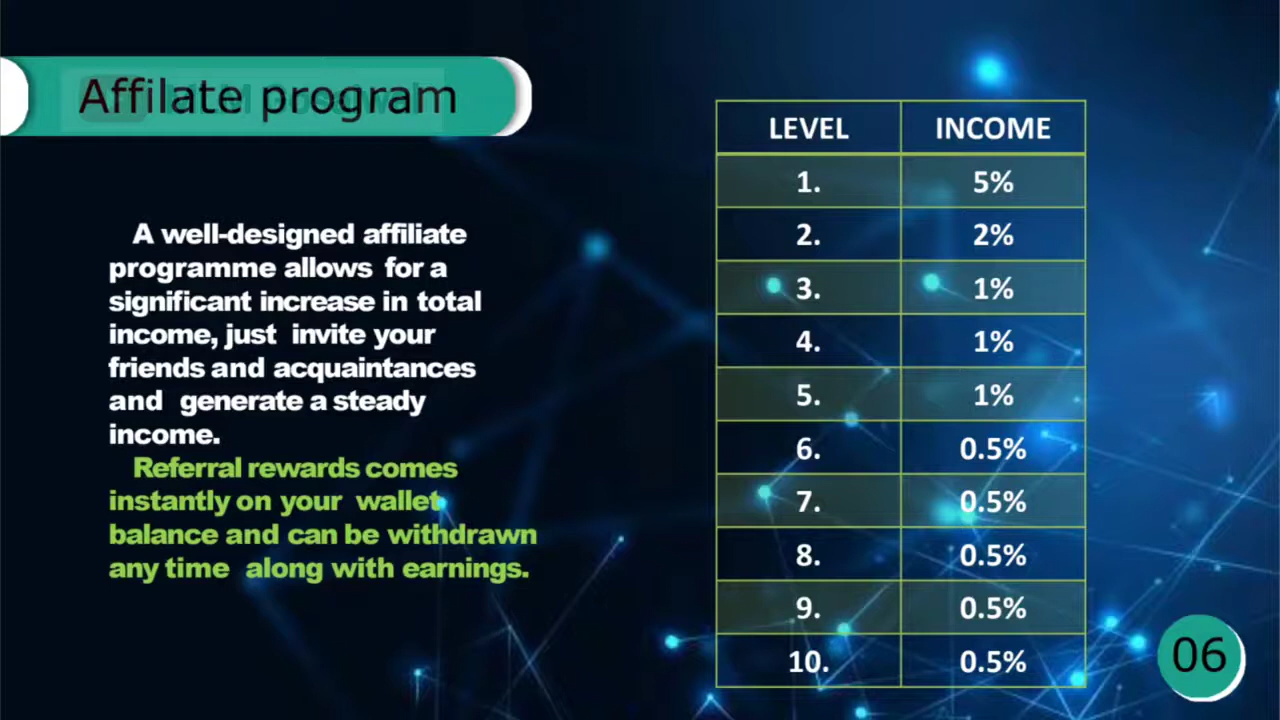 Affilate program
A well-designed affiliate
programme allows for a
significant increase in total
income, just invite your
friends and acquaintances
and generate a steady
income.
Referral rewards comes
instantly on your wallet
balance and can be withdrawn
any time along with earnings.
LEVEL INCOME
1. 5%
2. 2%
3. 1%
4. 1%
5. 1%
6. 0.5%
7. 0.5%
8. 0.5%
9. 0.5%
10. 0.5%
06